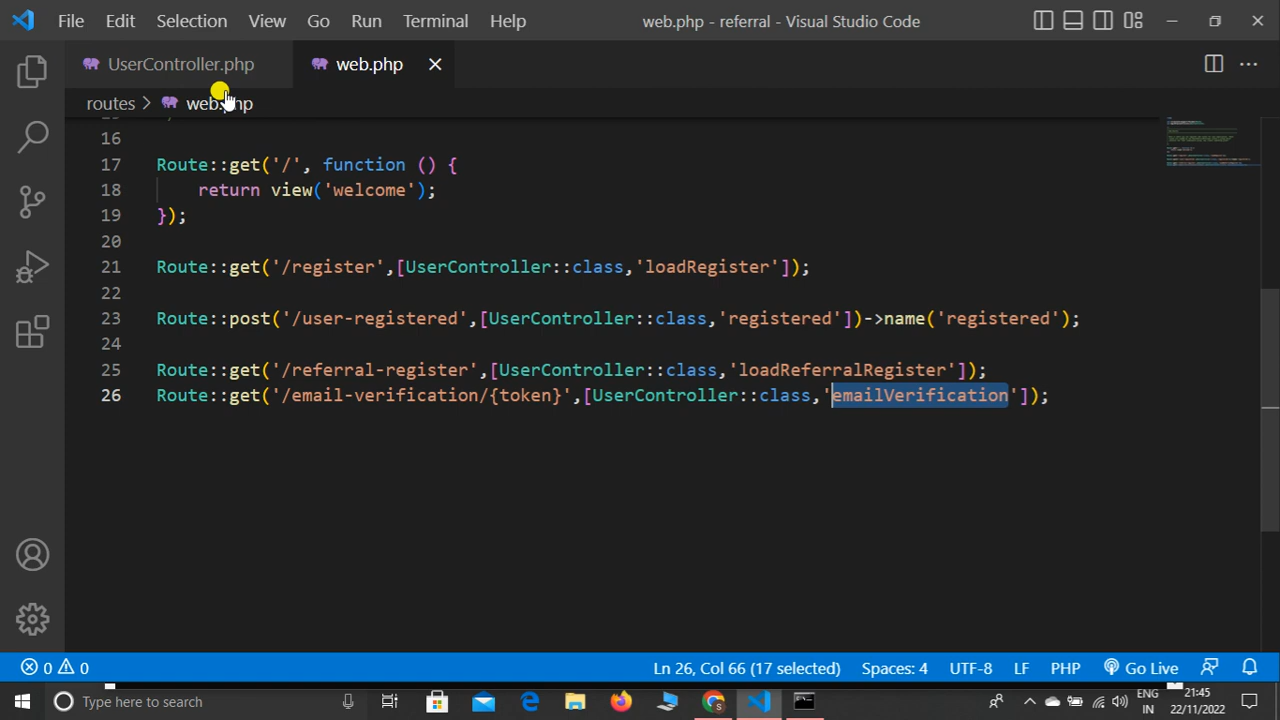 File Edit Selection View Go Run Terminal Help web.php - referral - Visual Studio Code
UserController.php web.php
routes > web.php
16
17 Route::get('/', function () {
18 return view('welcome');
19 });
20
21 Route::get('/register',[UserController::class,'loadRegister']);
22
23 Route::post('/user-registered',[UserController::class,'registered'])->name('registered');
24
25 Route::get('/referral-register',[UserController::class,'loadReferralRegister']);
26 Route::get('/email-verification/{token}',[UserController::class,'emailVerification']);
0 0 Ln 26, Col 66 (17 selected) Spaces: 4 UTF-8 LF PHP Go Live
Type here to search ENG IN 21:45 22/11/2022